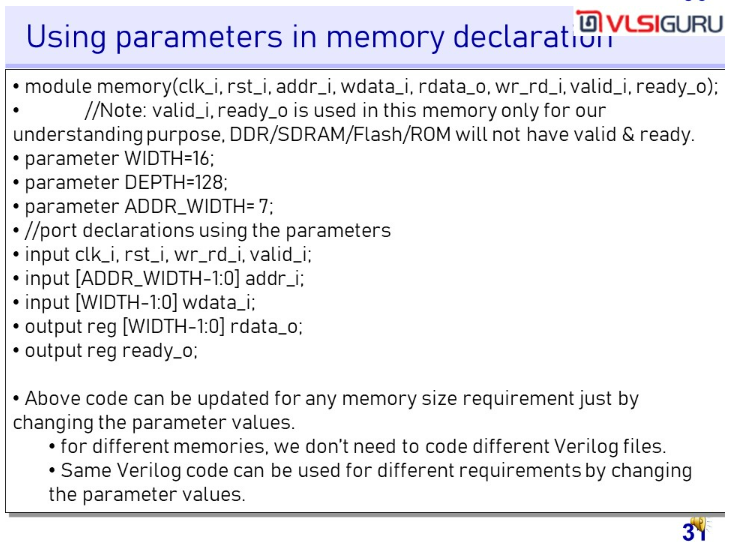 Using parameters in memory declaration
VLSIGURU
• module memory(clk_i, rst_i, addr_i, wdata_i, rdata_o, wr_rd_i, valid_i, ready_o);
• //Note: valid_i, ready_o is used in this memory only for our
understanding purpose, DDR/SDRAM/Flash/ROM will not have valid & ready.
• parameter WIDTH=16;
• parameter DEPTH=128;
• parameter ADDR_WIDTH= 7;
• //port declarations using the parameters
• input clk_i, rst_i, wr_rd_i, valid_i;
• input [ADDR_WIDTH-1:0] addr_i;
• input [WIDTH-1:0] wdata_i;
• output reg [WIDTH-1:0] rdata_o;
• output reg ready_o;
• Above code can be updated for any memory size requirement just by
changing the parameter values.
• for different memories, we don't need to code different Verilog files.
• Same Verilog code can be used for different requirements by changing
the parameter values.
31